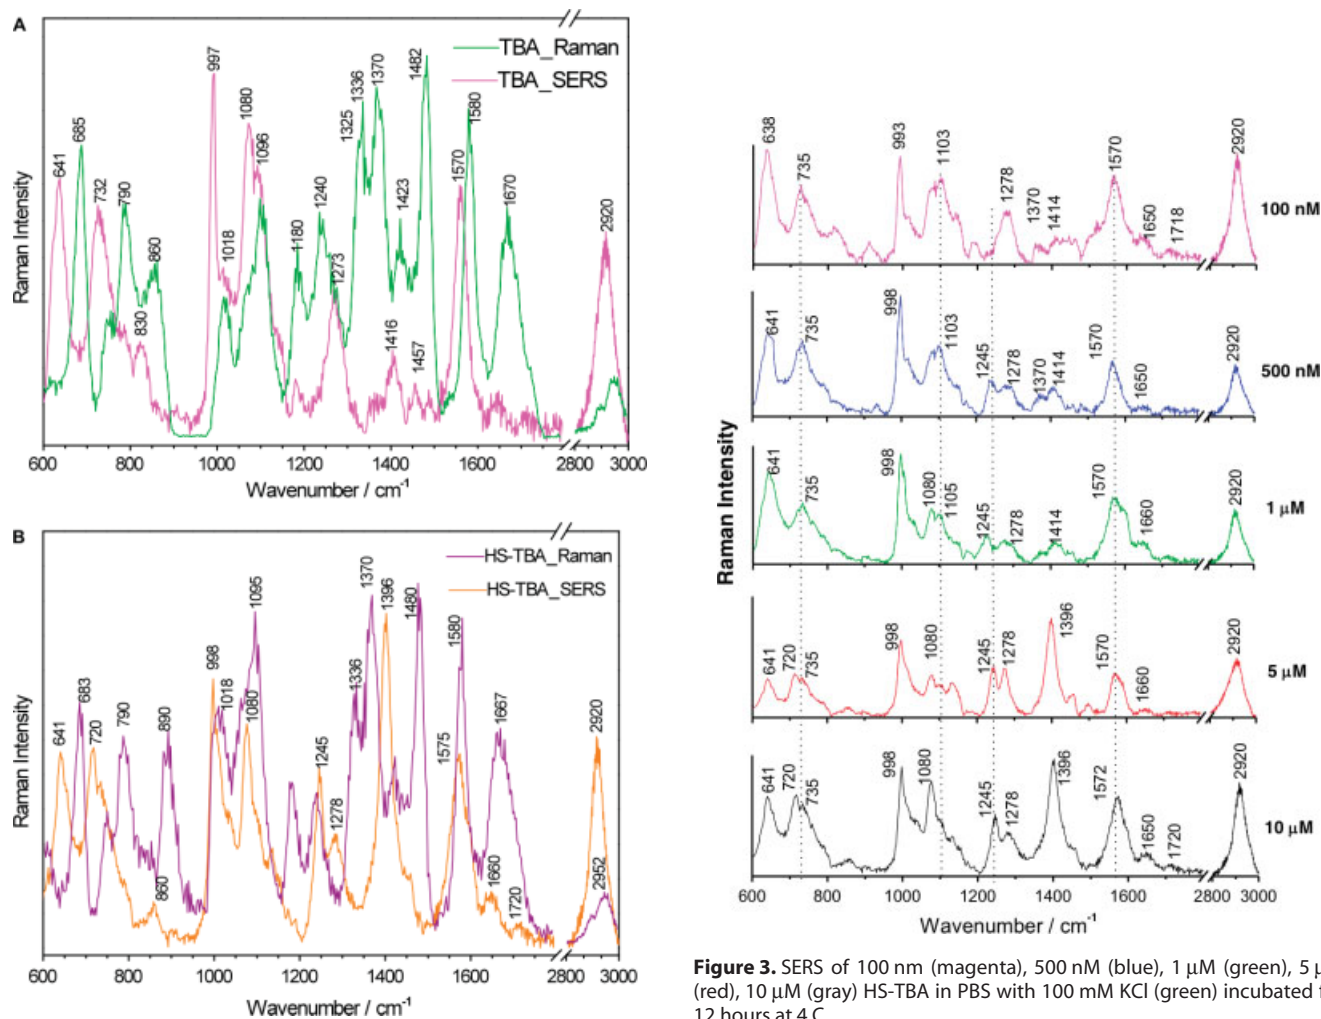 A
TBA_Raman
TBA_SERS
Raman Intensity
641
685
732
790
830
860
997
1018
1080
1096
1180
1240
1273
1325
1336
1370
1416
1423
1457
1482
1570
1580
1670
2920
600 800 1000 1200 1400 1600 2800 3000
Wavenumber / cm-1
B
HS-TBA_Raman
HS-TBA_SERS
Raman Intensity
641
683
720
790
860
890
998
1018
1080
1095
1245
1278
1336
1370
1396
1480
1575
1580
1660
1667
1720
2920
2952
600 800 1000 1200 1400 1600 2800 3000
Wavenumber / cm-1
Raman Intensity
638 735 993 1103 1278 1370 1414 1570 1650 1718 2920
100 nM
641 735 998 1103 1245 1278 1370 1414 1570 1650 2920
500 nM
641 735 998 1080 1105 1245 1278 1414 1570 1660 2920
1 μM
641 720 735 998 1080 1245 1278 1396 1570 1660 2920
5 μM
641 720 735 998 1080 1245 1278 1396 1572 1650 1720 2920
10 μM
600 800 1000 1200 1400 1600 2800 3000
Wavenumber / cm-1
Figure 3. SERS of 100 nm (magenta), 500 nM (blue), 1 μM (green), 5 μ
(red), 10 μM (gray) HS-TBA in PBS with 100 mM KCl (green) incubated f
12 hours at 4 C